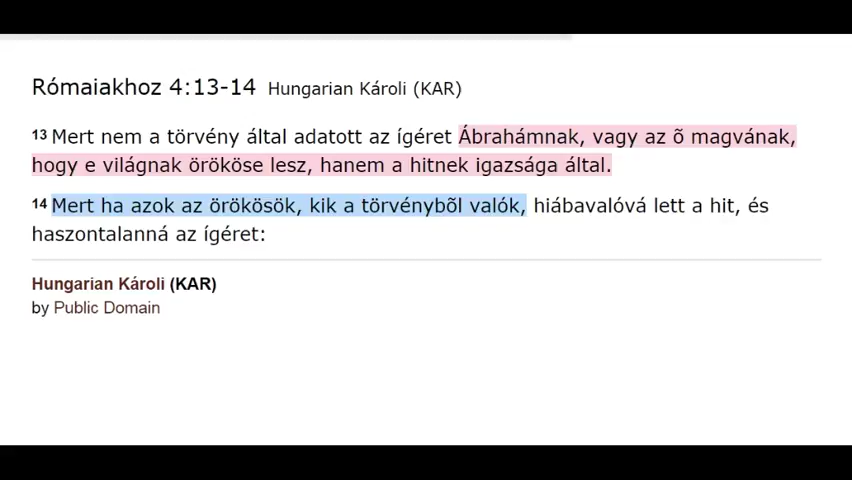 Rómaiakhoz 4:13-14 Hungarian Károli (KAR)
13 Mert nem a törvény által adatott az ígéret Ábrahámnak, vagy az õ magvának,
hogy e világnak örököse lesz, hanem a hitnek igazsága által.
14 Mert ha azok az örökösök, kik a törvénybõl valók, hiábavalóvá lett a hit, és
haszontalanná az ígéret:
Hungarian Károli (KAR)
by Public Domain